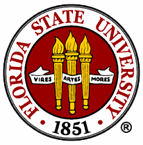 FLORIDA STATE UNIVERSITY
VIRES ARTES MORES
· 1851 ·
®